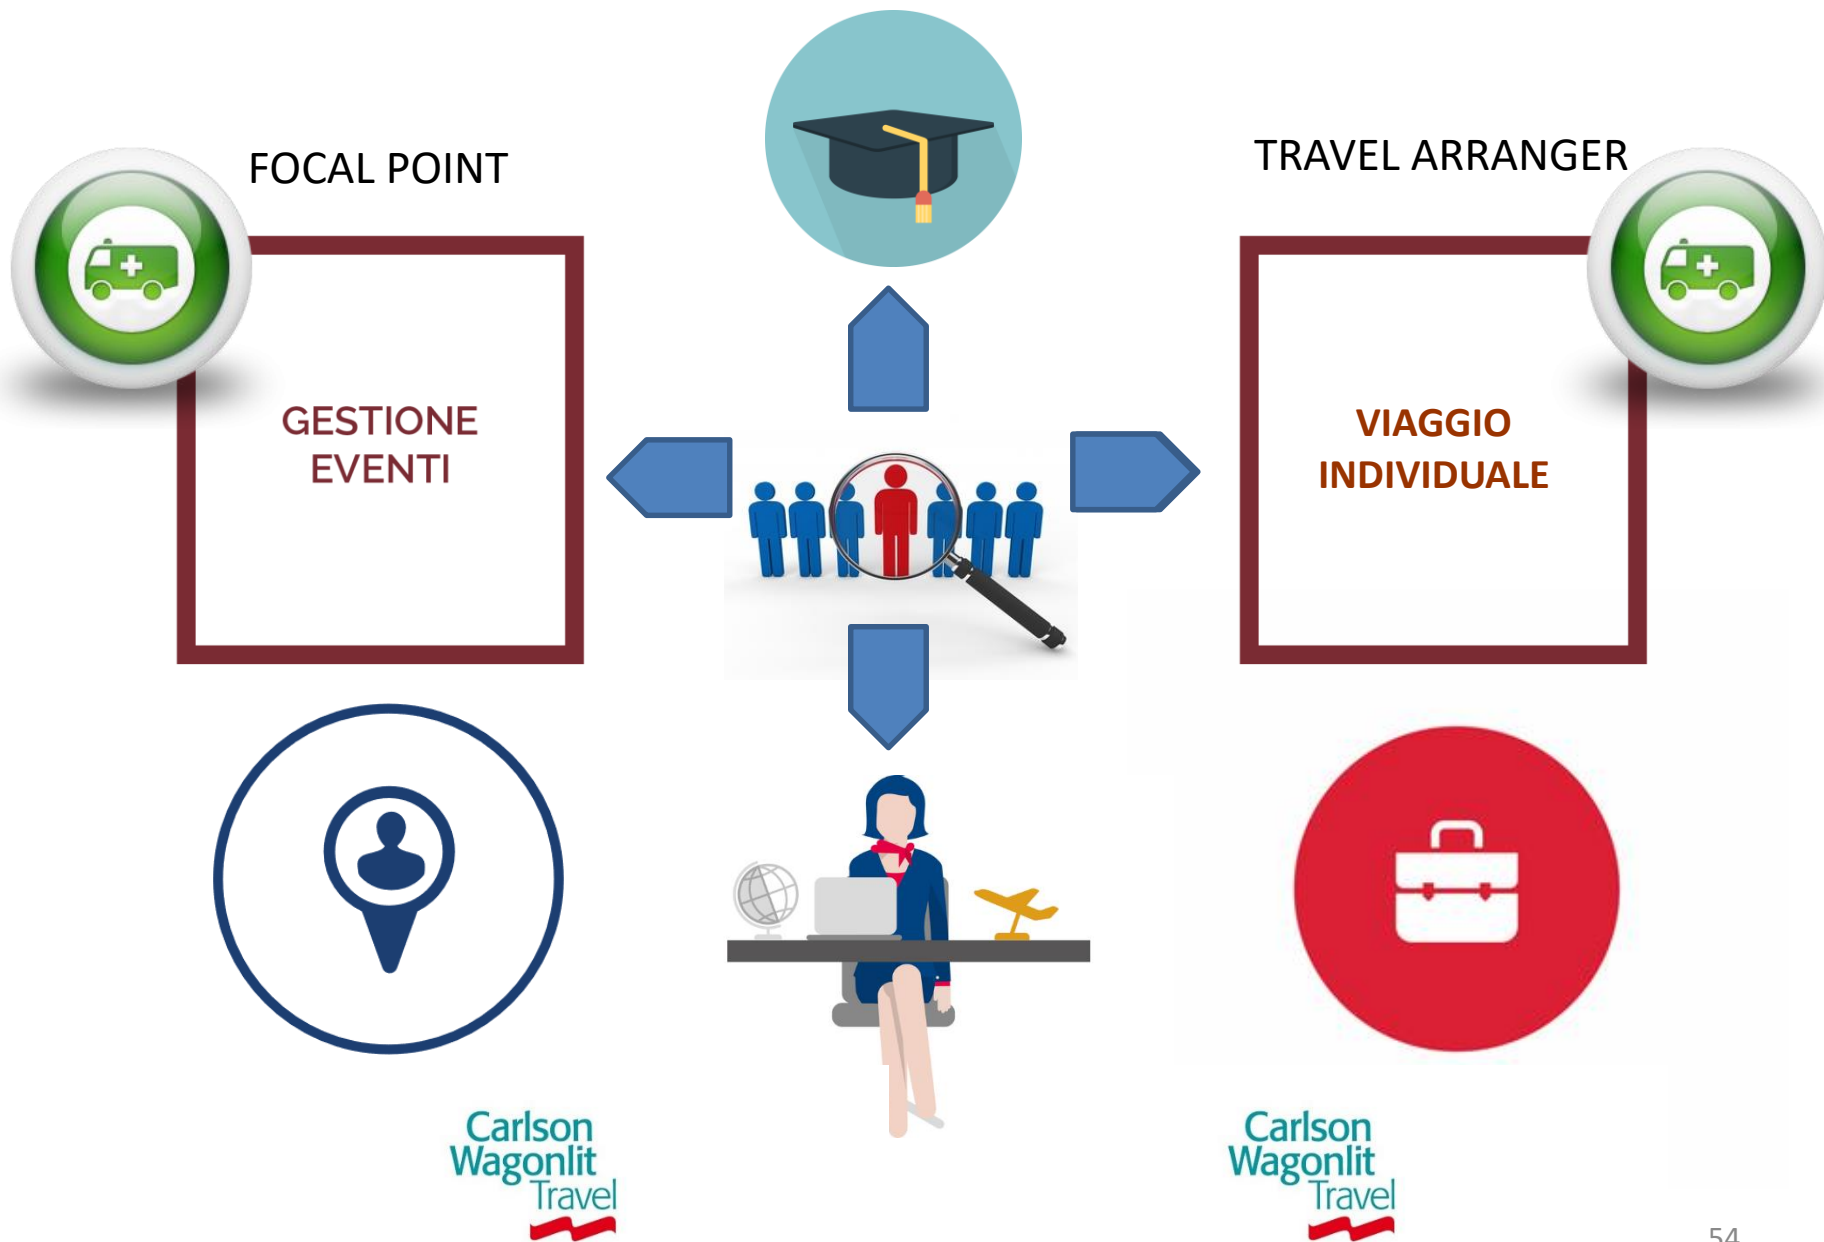 FOCAL POINT
TRAVEL ARRANGER
GESTIONE
EVENTI
VIAGGIO
INDIVIDUALE
Carlson
Wagonlit
Travel
Carlson
Wagonlit
Travel
54